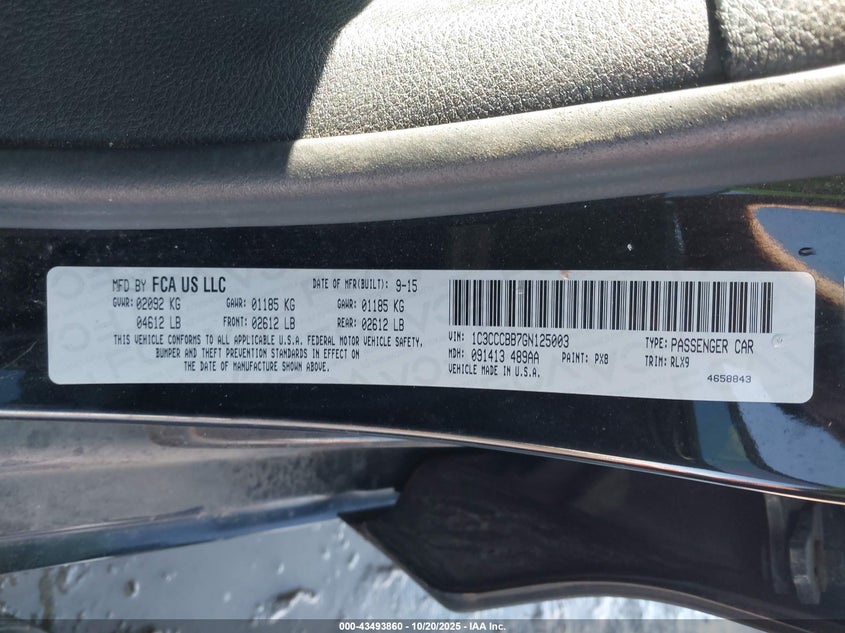 MFD BY FCA US LLC DATE OF MFR(BUILT): 9-15
GVWR: 02092 KG GAWR: 01185 KG GAWR: 01185 KG
04612 LB FRONT: 02612 LB REAR: 02612 LB
THIS VEHICLE CONFORMS TO ALL APPLICABLE U.S.A. FEDERAL MOTOR VEHICLE SAFETY,
BUMPER AND THEFT PREVENTION STANDARDS IN EFFECT ON
THE DATE OF MANUFACTURE SHOWN ABOVE.
VIN: 1C3CCCBB7GN125003 TYPE: PASSENGER CAR
MDH: 091413 489AA PAINT: PX8 TRIM: RLX9
VEHICLE MADE IN U.S.A.
4658843
000-43493860 - 10/20/2025 - IAA Inc.